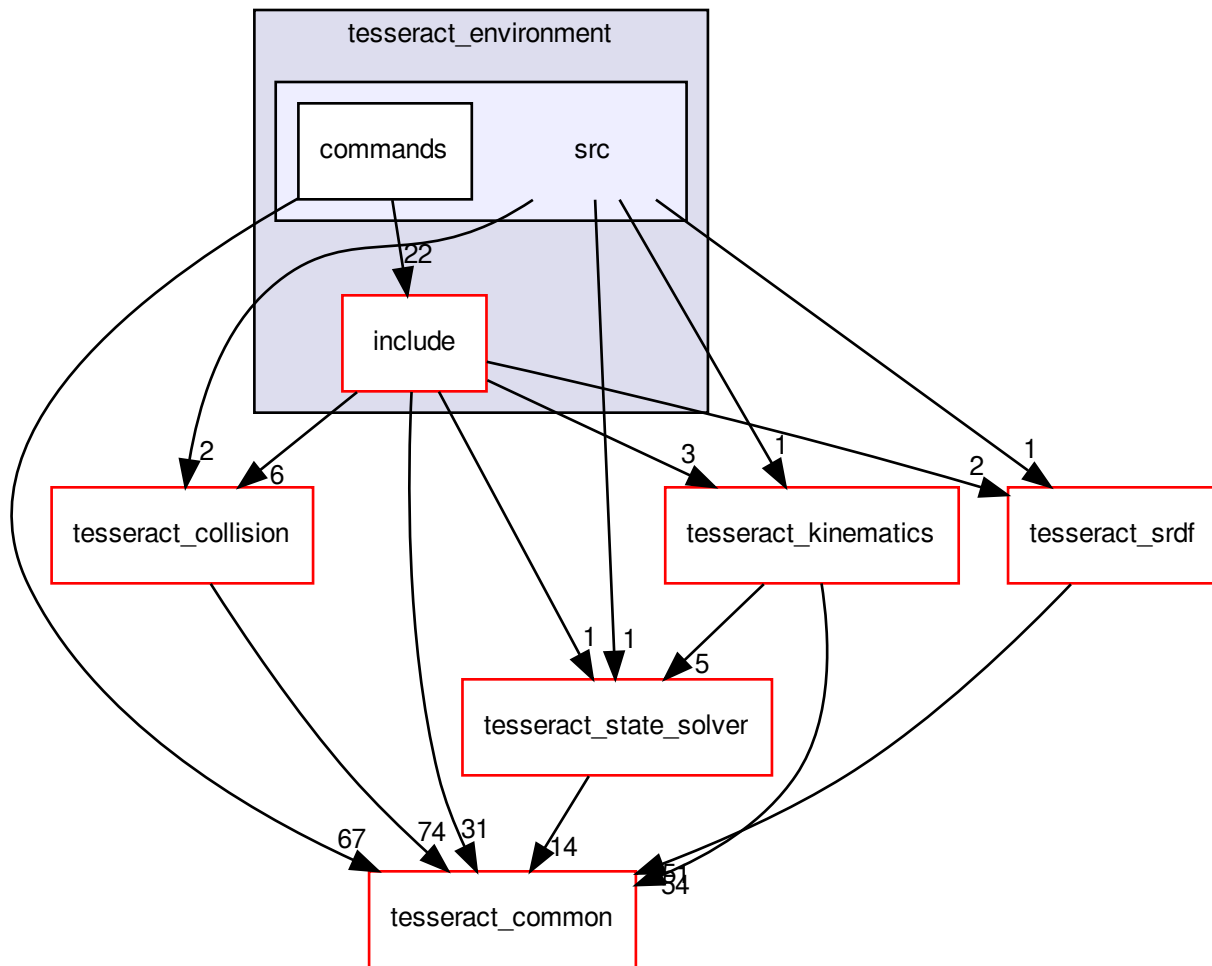 tesseract_environment
commands
src
22
include
2
6
3
1
2
1
tesseract_collision
tesseract_kinematics
tesseract_srdf
1
1
5
tesseract_state_solver
67
74
31
14
54
tesseract_common